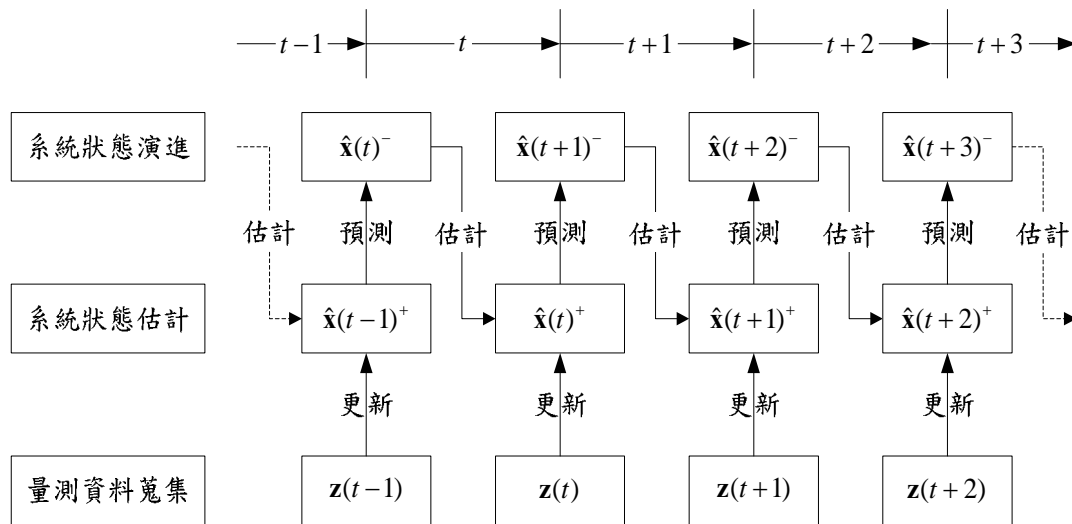 t−1 t t+1 t+2 t+3
系統狀態演進 x̂(t)⁻ x̂(t+1)⁻ x̂(t+2)⁻ x̂(t+3)⁻
估計 預測 估計 預測 估計 預測 估計 預測 估計
系統狀態估計 x̂(t−1)⁺ x̂(t)⁺ x̂(t+1)⁺ x̂(t+2)⁺
更新 更新 更新 更新
量測資料蒐集 z(t−1) z(t) z(t+1) z(t+2)